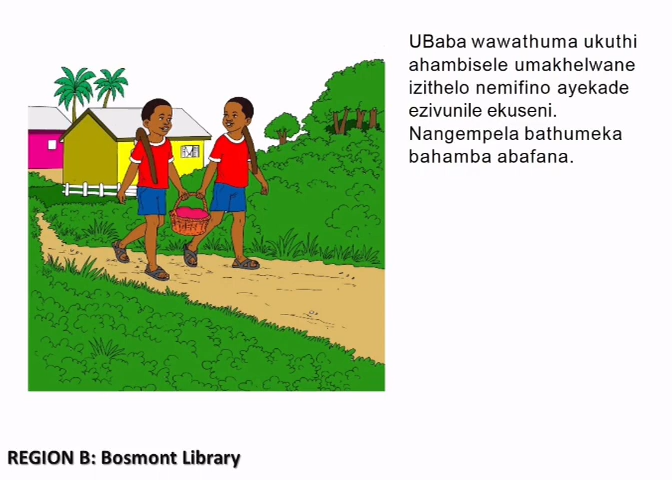 UBaba wawathuma ukuthi
ahambisele umakhelwane
izithelo nemifino ayekade
ezivunile ekuseni.
Nangempela bathumeka
bahamba abafana.
REGION B: Bosmont Library